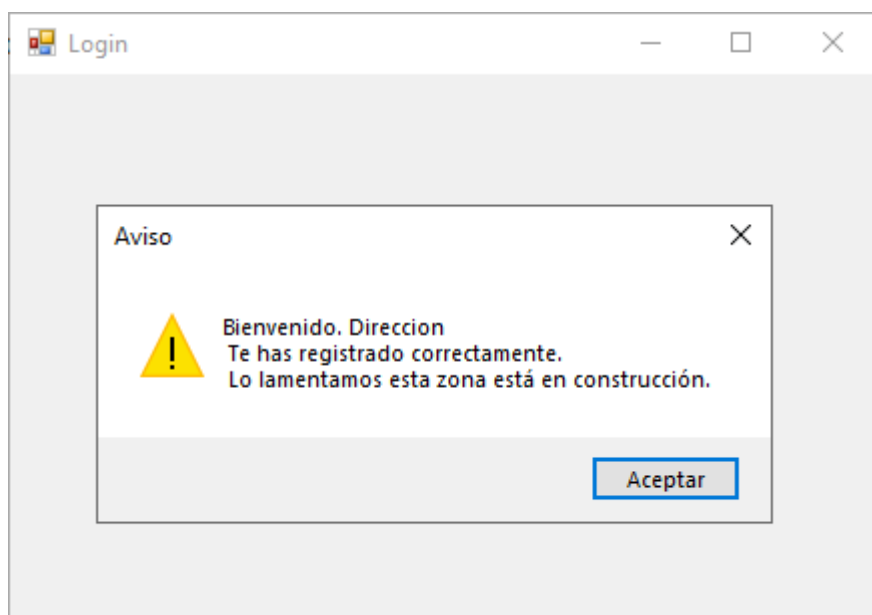 Login
Aviso
Bienvenido. Direccion
Te has registrado correctamente.
Lo lamentamos esta zona está en construcción.
Aceptar